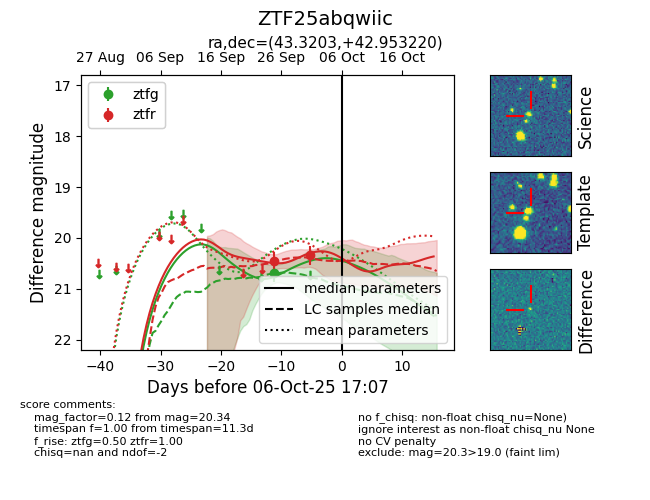 ZTF25abqwiic
ra,dec=(43.3203,+42.953220)
27 Aug 06 Sep 16 Sep 26 Sep 06 Oct 16 Oct
ztfg
ztfr
17
18
19
20
21
22
Difference magnitude
median parameters
LC samples median
mean parameters
−40 −30 −20 −10 0 10
Days before 06-Oct-25 17:07
Science
Template
Difference
score comments:
mag_factor=0.12 from mag=20.34
timespan f=1.00 from timespan=11.3d
f_rise: ztfg=0.50 ztfr=1.00
chisq=nan and ndof=-2
no f_chisq: non-float chisq_nu=None)
ignore interest as non-float chisq_nu None
no CV penalty
exclude: mag=20.3>19.0 (faint lim)